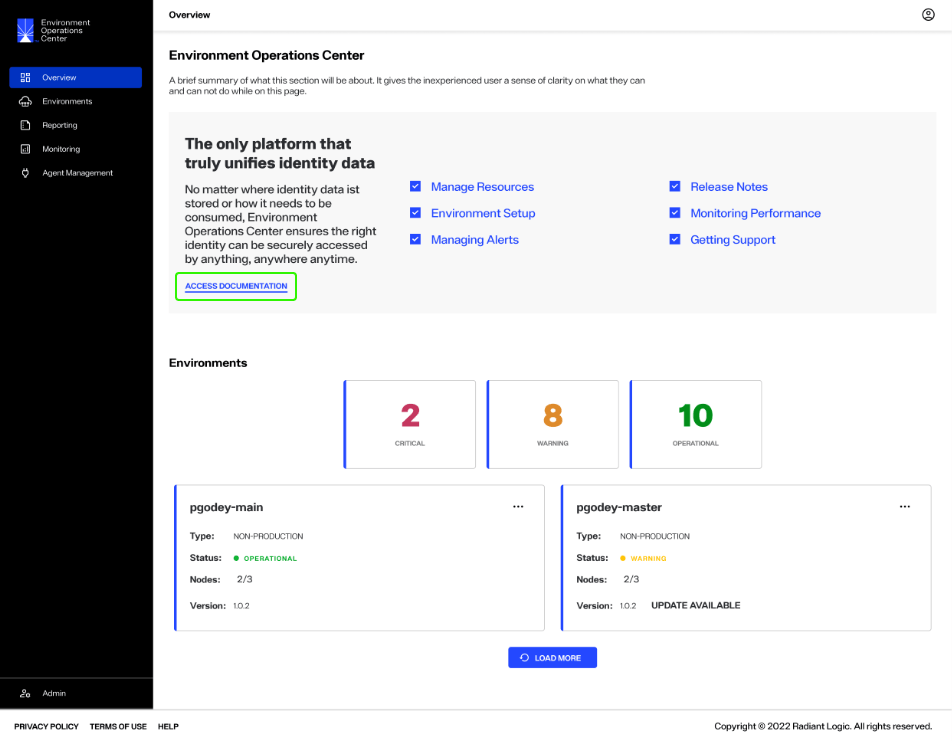 Environment
Operations
Center
Overview
Overview
Environments
Reporting
Monitoring
Agent Management
Environment Operations Center
A brief summary of what this section will be about. It gives the inexperienced user a sense of clarity on what they can
and can not do while on this page.
The only platform that
truly unifies identity data
No matter where identity data ist
stored or how it needs to be
consumed, Environment
Operations Center ensures the right
identity can be securely accessed
by anything, anywhere anytime.
ACCESS DOCUMENTATION
Manage Resources
Environment Setup
Managing Alerts
Release Notes
Monitoring Performance
Getting Support
Environments
2
CRITICAL
8
WARNING
10
OPERATIONAL
pgodey-main
Type: NON-PRODUCTION
Status: OPERATIONAL
Nodes: 2/3
Version: 1.0.2
pgodey-master
Type: NON-PRODUCTION
Status: WARNING
Nodes: 2/3
Version: 1.0.2 UPDATE AVAILABLE
LOAD MORE
Admin
PRIVACY POLICY TERMS OF USE HELP
Copyright © 2022 Radiant Logic. All rights reserved.